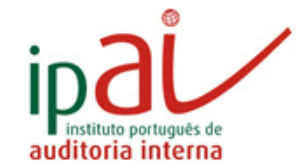 ipai
instituto português de
auditoria interna